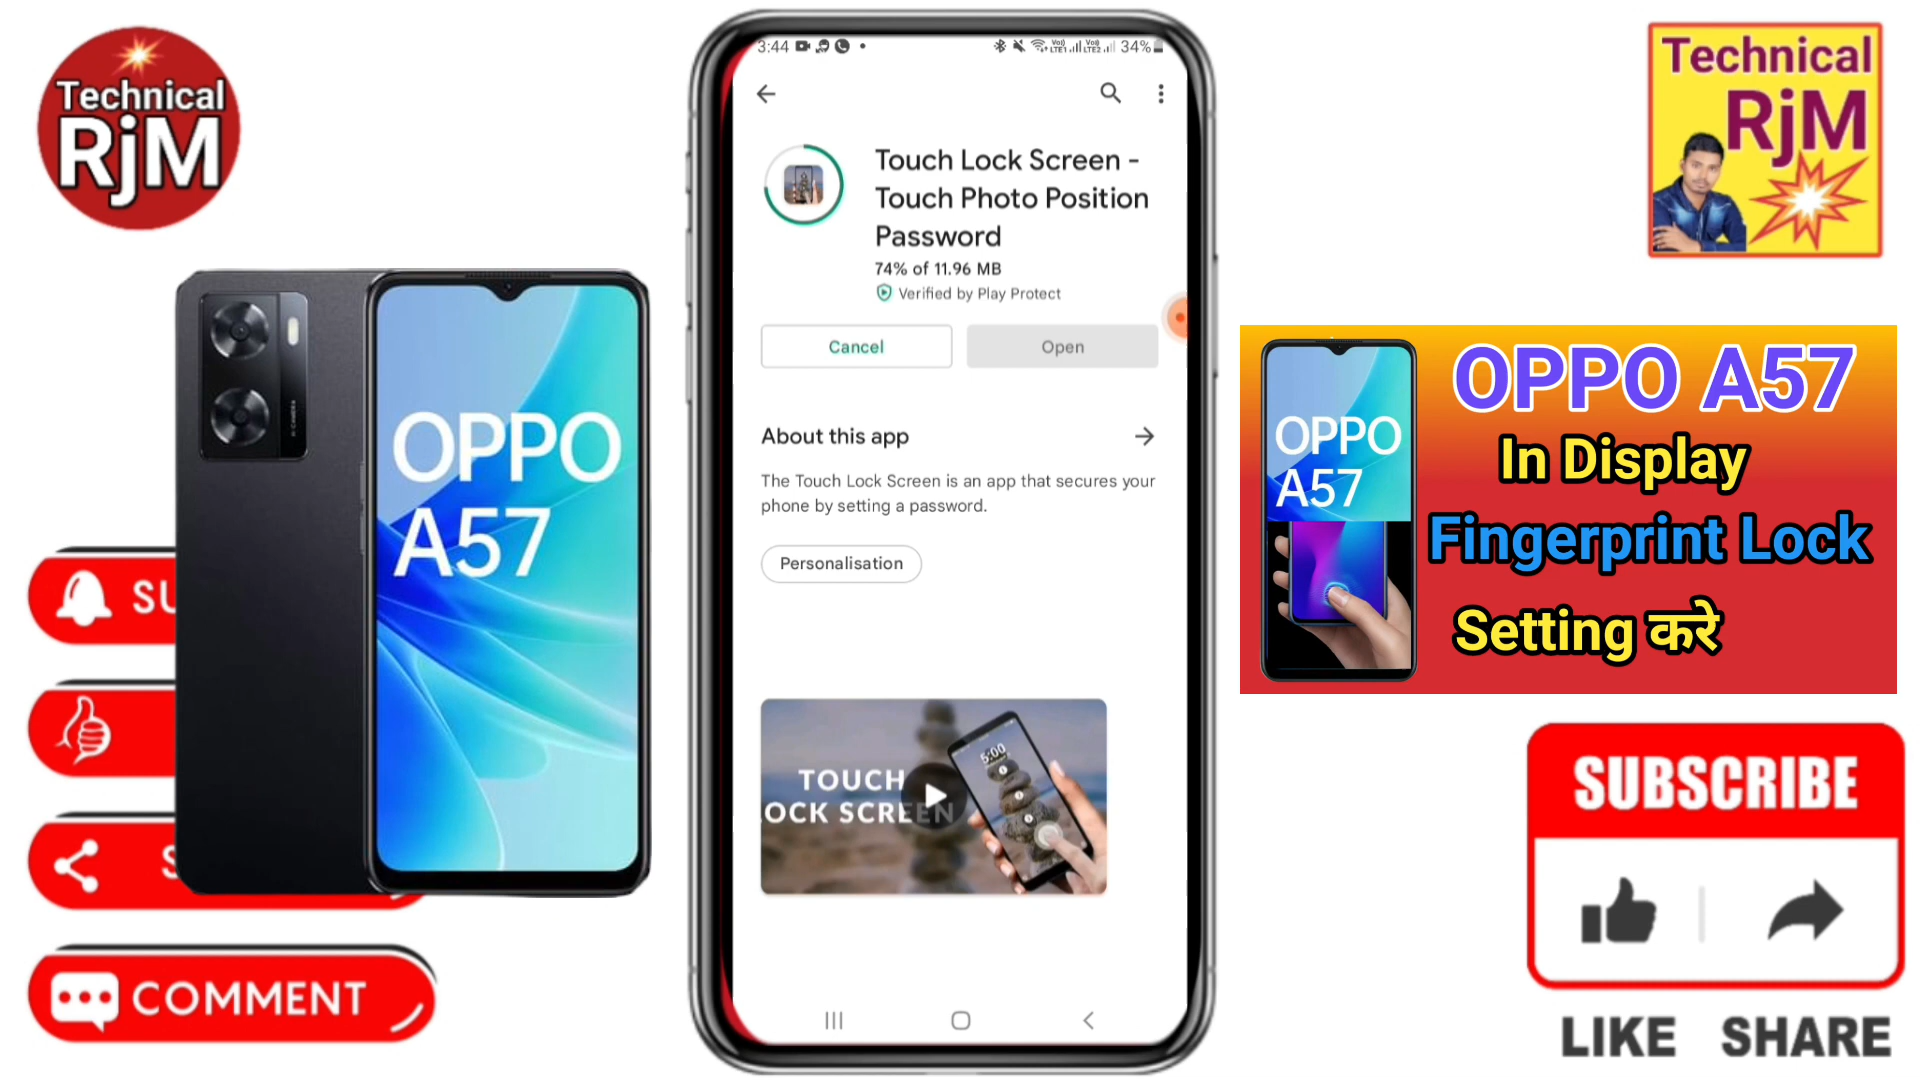 Technical
RjM
OPPO
A57
SU
S
COMMENT
3:44
34%
Touch Lock Screen -
Touch Photo Position
Password
74% of 11.96 MB
Verified by Play Protect
Cancel
Open
About this app
The Touch Lock Screen is an app that secures your
phone by setting a password.
Personalisation
TOUCH
OCK SCREEN
5:00
Technical
RjM
OPPO A57
OPPO
A57
In Display
Fingerprint Lock
Setting करे
SUBSCRIBE
LIKE SHARE